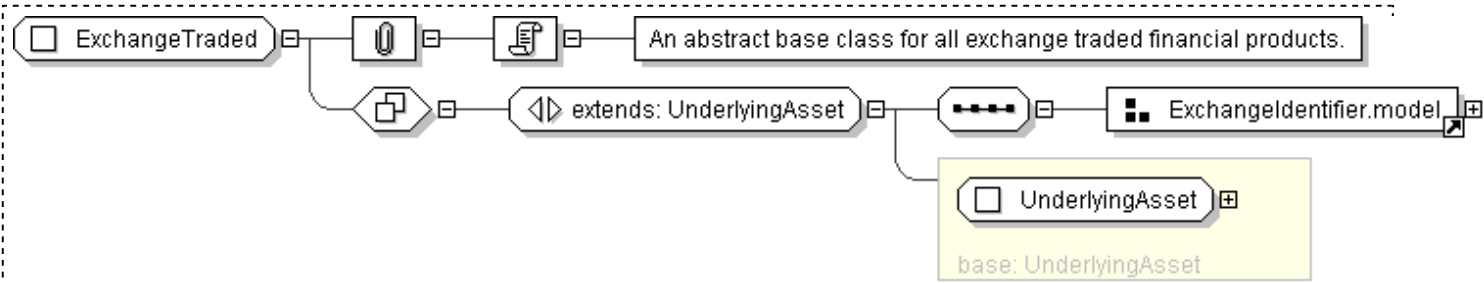 ExchangeTraded
An abstract base class for all exchange traded financial products.
extends: UnderlyingAsset
ExchangeIdentifier.model
UnderlyingAsset
base: UnderlyingAsset